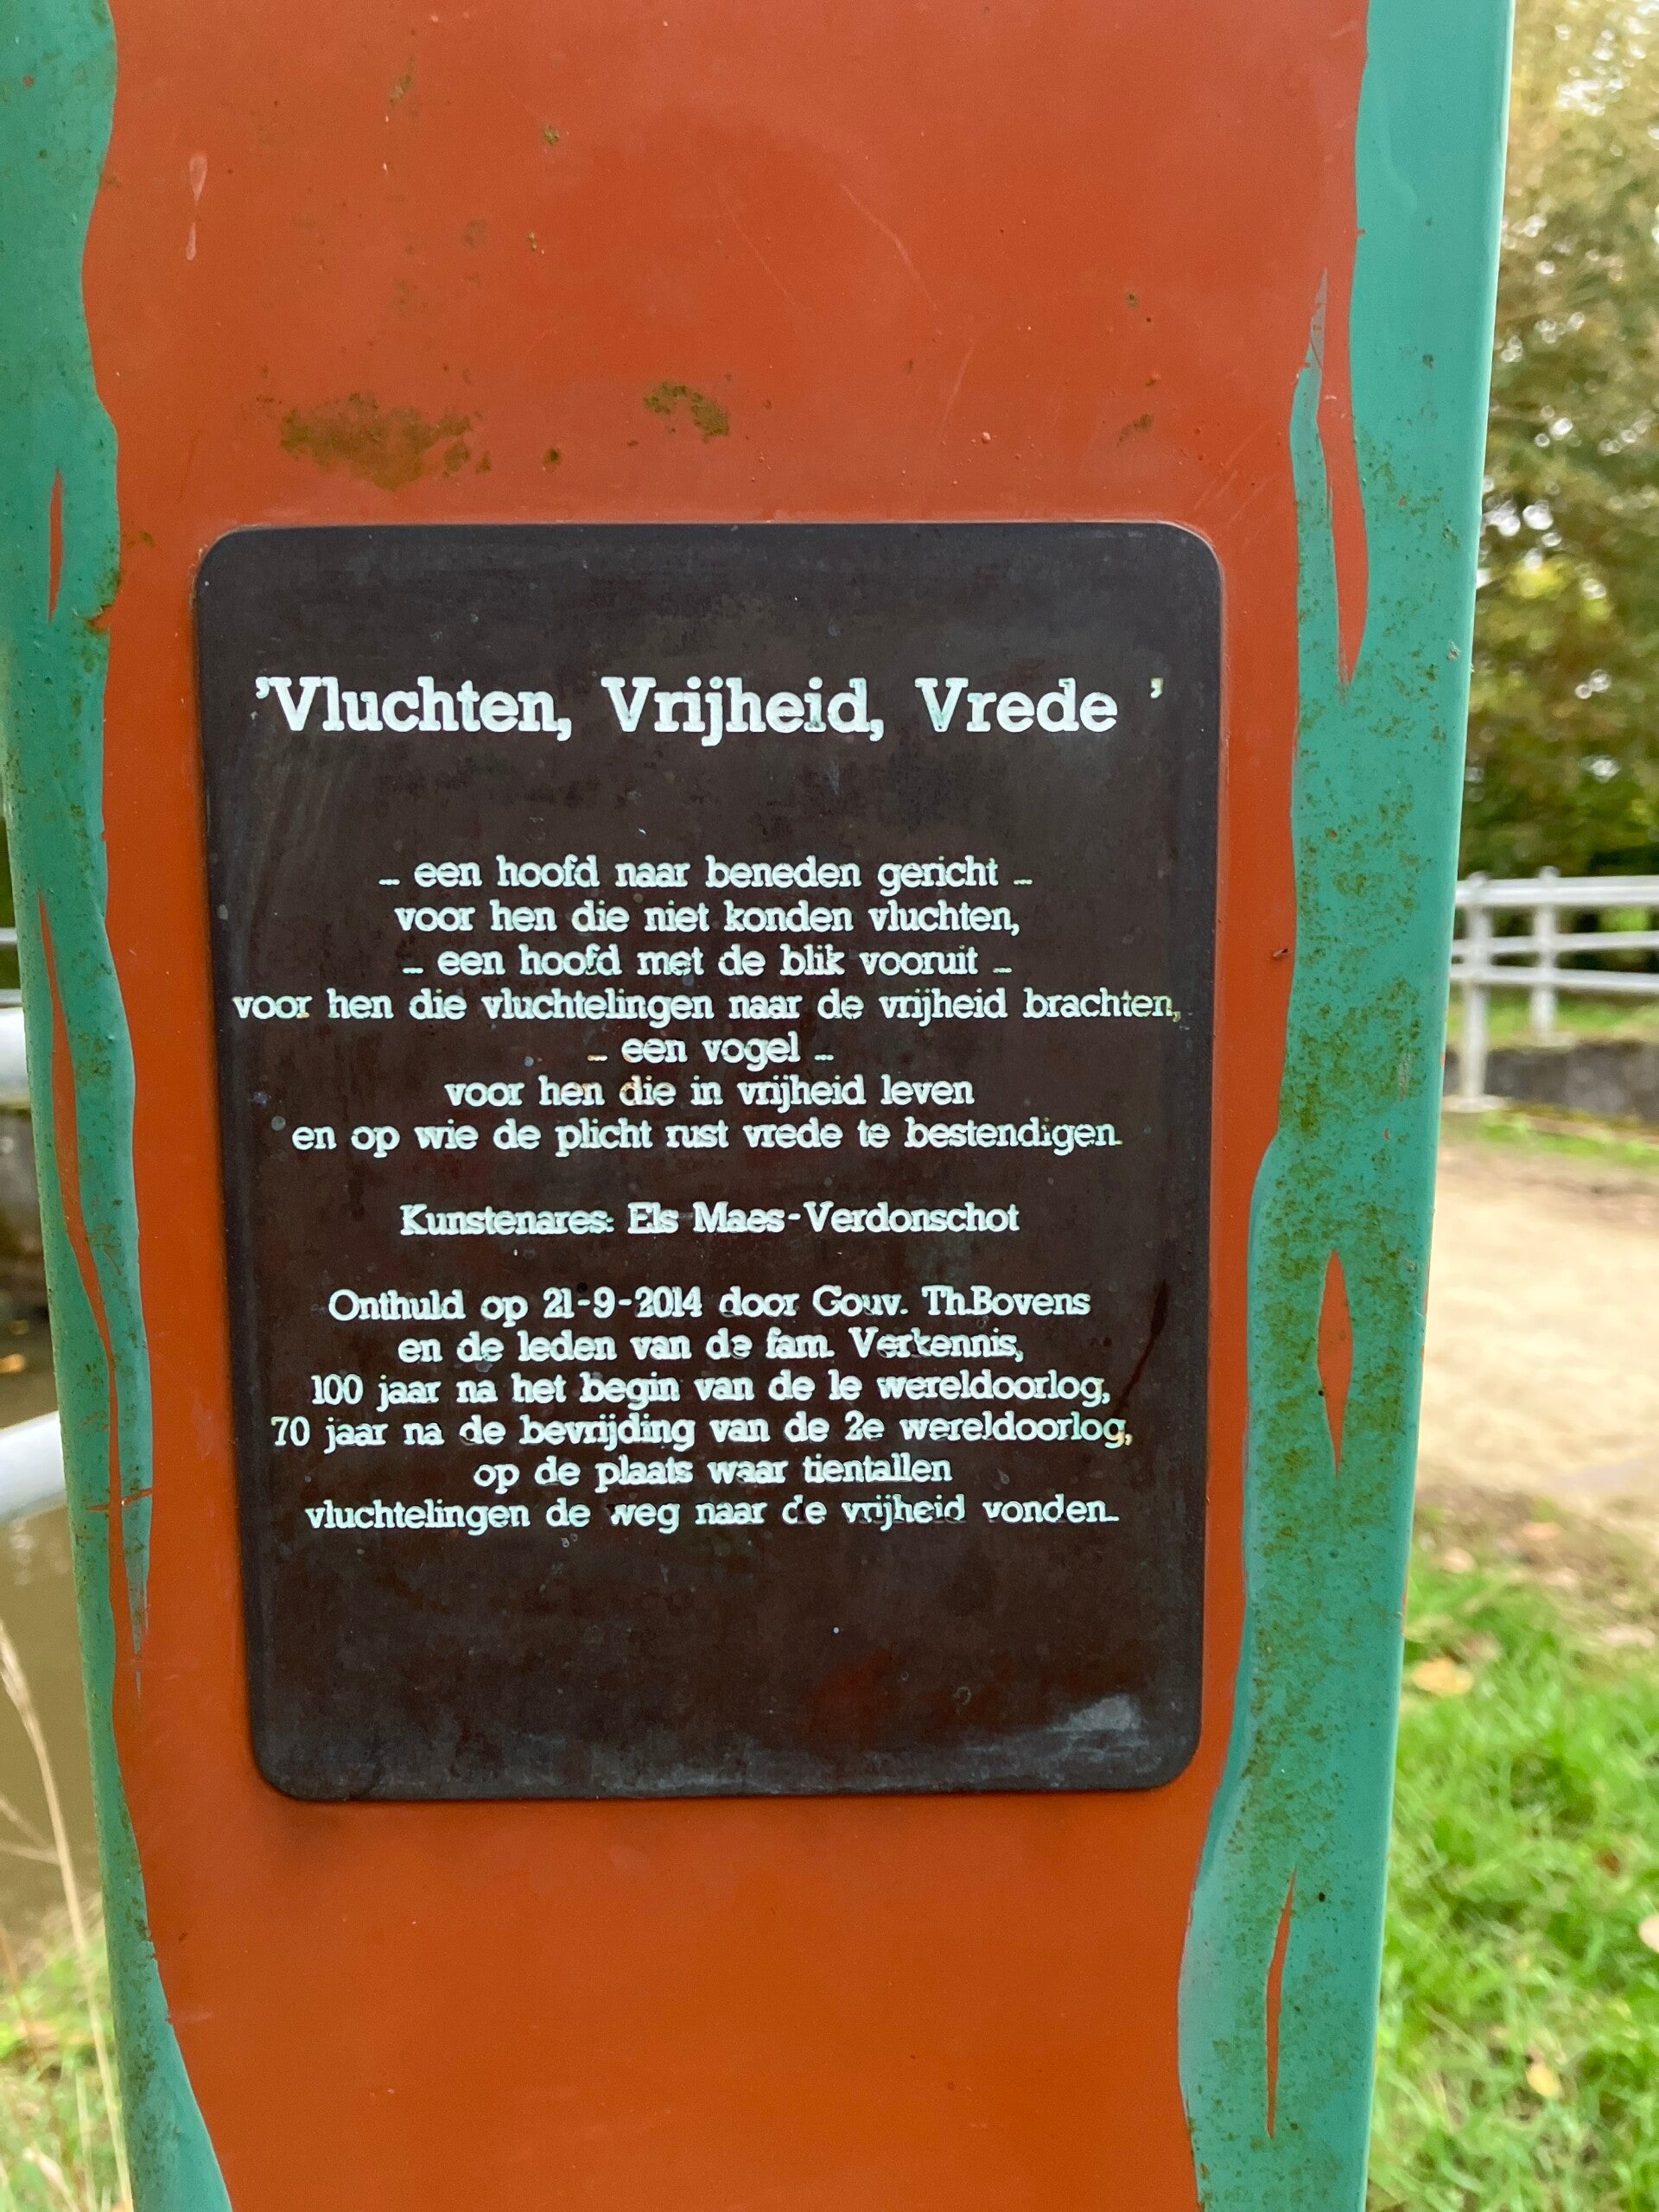 'Vluchten, Vrijheid, Vrede '
... een hoofd naar beneden gericht ...
voor hen die niet konden vluchten,
... een hoofd met de blik vooruit ...
voor hen die vluchtelingen naar de vrijheid brachten,
... een vogel ...
voor hen die in vrijheid leven
en op wie de plicht rust vrede te bestendigen.
Kunstenares: Els Maes-Verdonschot
Onthuld op 21-9-2014 door Gouv. Th.Bovens
en de leden van de fam. Verkennis,
100 jaar na het begin van de 1e wereldoorlog,
70 jaar na de bevrijding van de 2e wereldoorlog,
op de plaats waar tientallen
vluchtelingen de weg naar de vrijheid vonden.